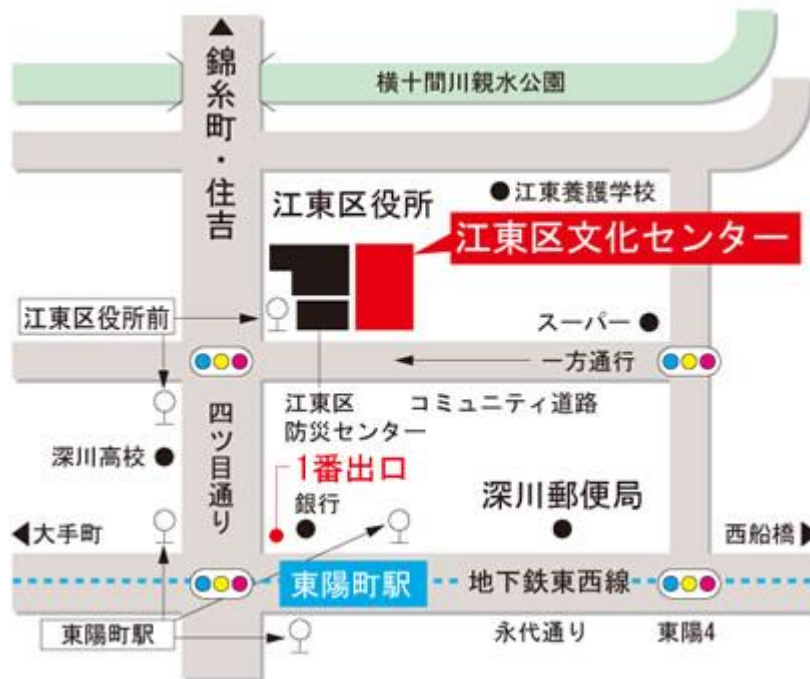 ▲錦糸町・住吉
横十間川親水公園
江東区役所
●江東養護学校
江東区文化センター
江東区役所前
スーパー●
一方通行
江東区
防災センター
コミュニティ道路
四ツ目通り
深川高校●
1番出口
銀行
深川郵便局
◀大手町
西船橋▶
東陽町駅
地下鉄東西線
東陽町駅
永代通り
東陽4